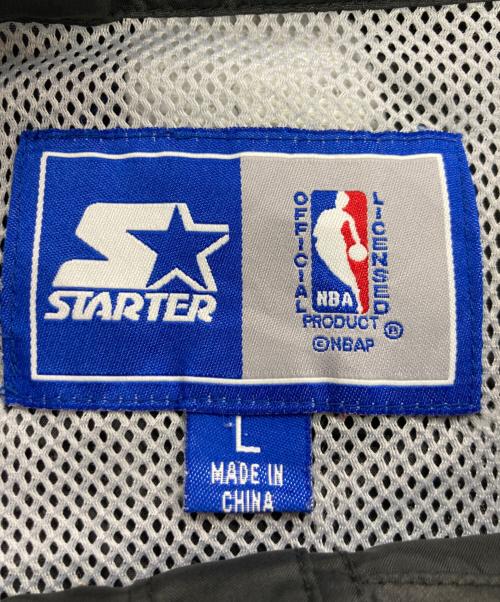 STARTER
OFFICIAL
LICENSED
NBA
PRODUCT ®
©NBAP
L
MADE IN
CHINA